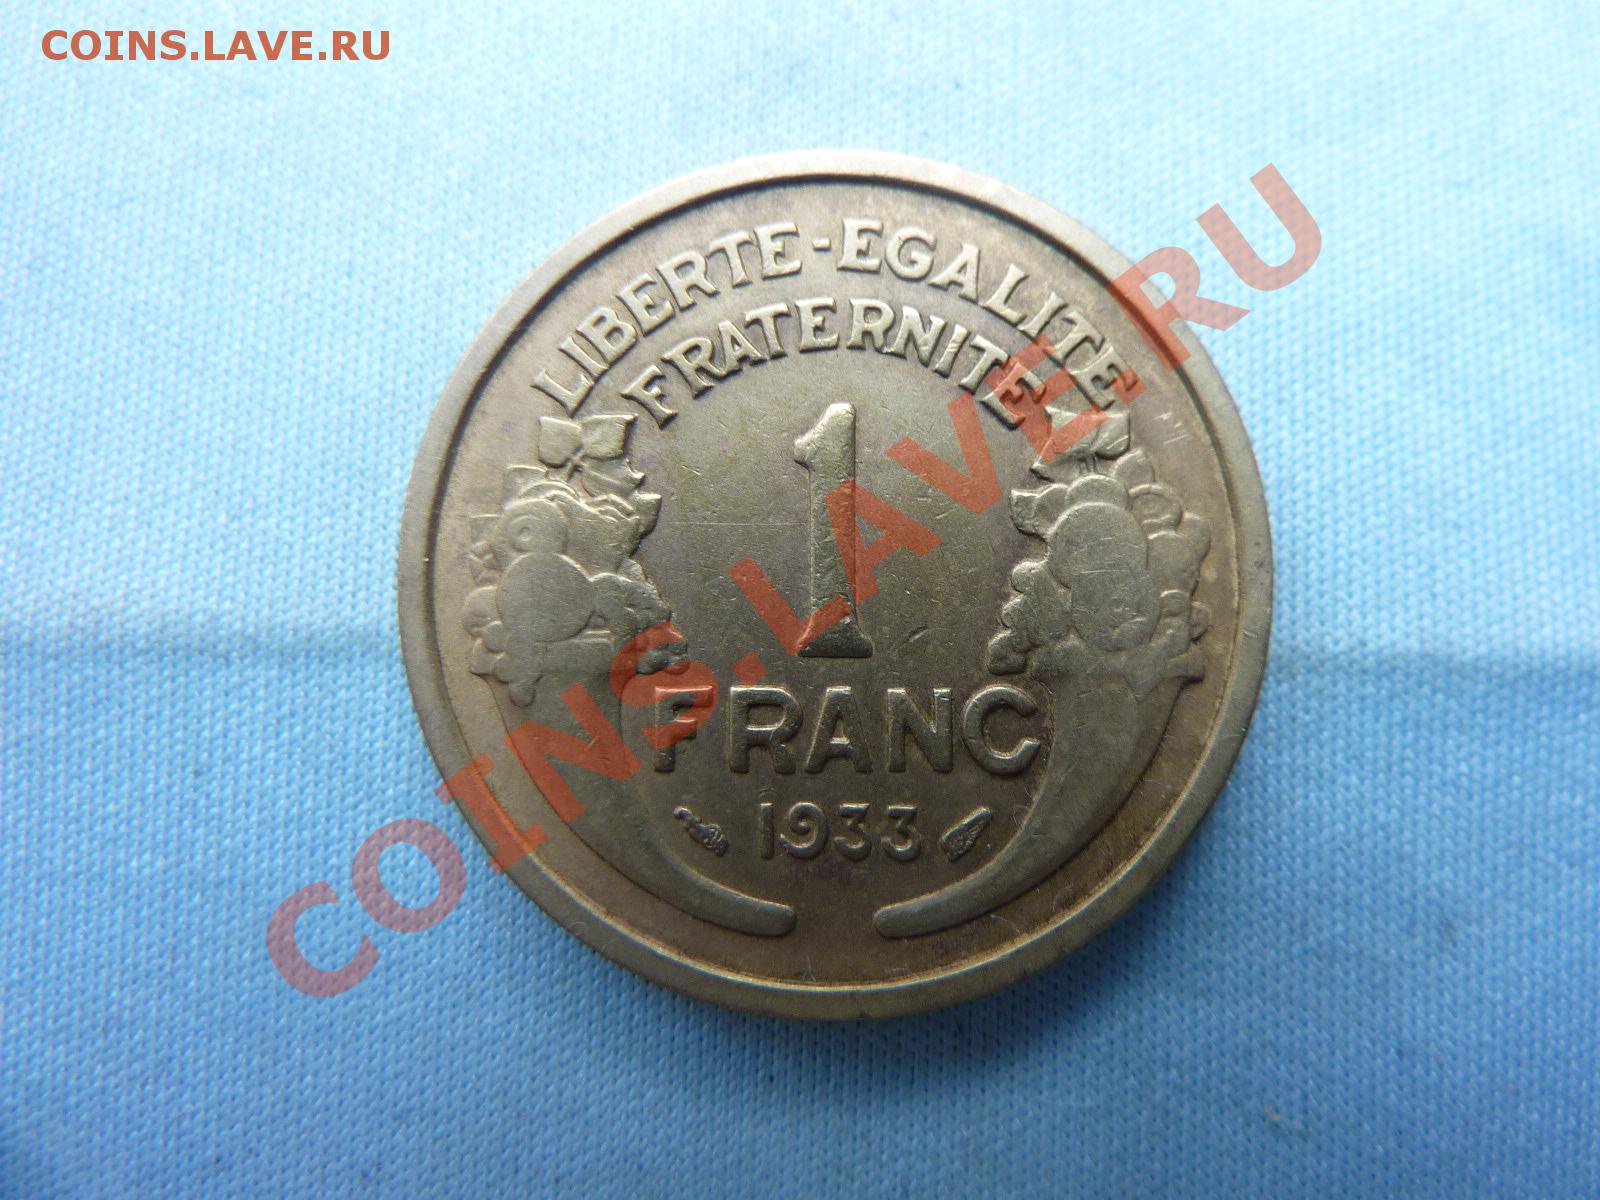 COINS.LAVE.RU
LIBERTE-EGALITE
FRATERNITE
1
FRANC
1933
COINS.LAVE.RU